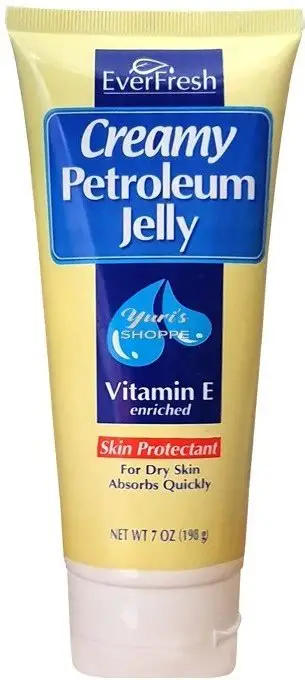 EverFresh
Creamy
Petroleum
Jelly
Yuri's
SHOPPE
Vitamin E
enriched
Skin Protectant
For Dry Skin
Absorbs Quickly
NET WT 7 OZ (198 g)